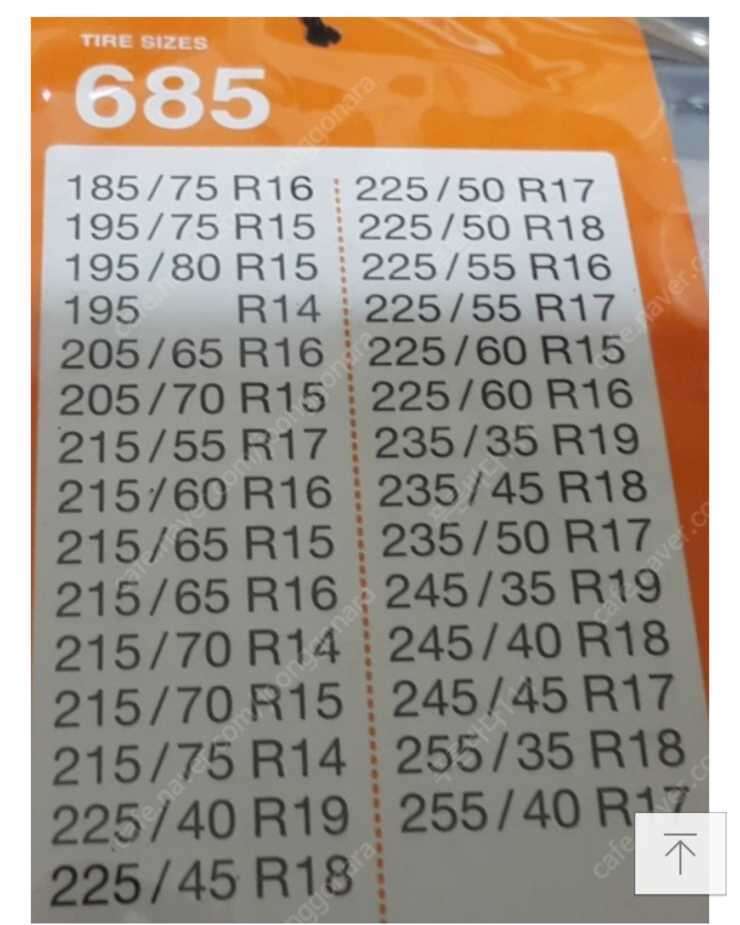 TIRE SIZES
685
185/75 R16
195/75 R15
195/80 R15
195 R14
205/65 R16
205/70 R15
215/55 R17
215/60 R16
215/65 R15
215/65 R16
215/70 R14
215/70 R15
215/75 R14
225/40 R19
225/45 R18
225/50 R17
225/50 R18
225/55 R16
225/55 R17
225/60 R15
225/60 R16
235/35 R19
235/45 R18
235/50 R17
245/35 R19
245/40 R18
245/45 R17
255/35 R18
255/40 R17